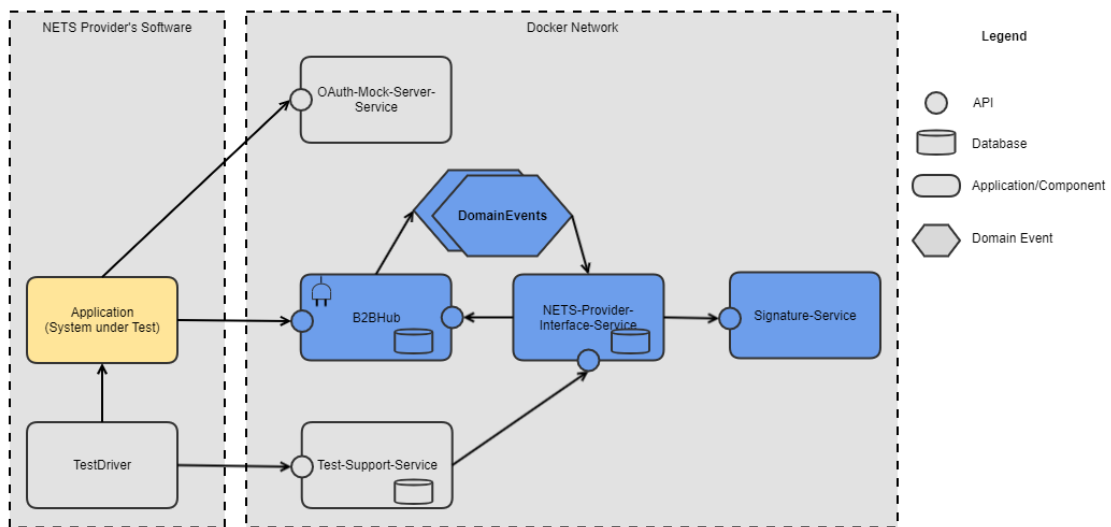 NETS Provider's Software
Docker Network
Legend
OAuth-Mock-Server-
Service
API
Database
Application/Component
DomainEvents
Domain Event
Application
(System under Test)
B2BHub
NETS-Provider-
Interface-Service
Signature-Service
TestDriver
Test-Support-Service